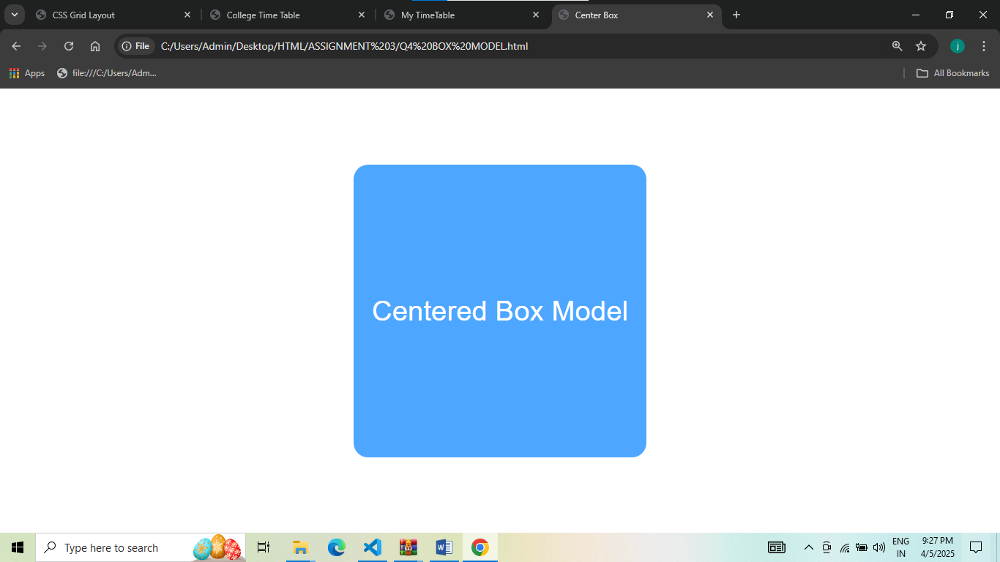 CSS Grid Layout
College Time Table
My TimeTable
Center Box
File
C:/Users/Admin/Desktop/HTML/ASSIGNMENT%203/Q4%20BOX%20MODEL.html
j
Apps
file:///C:/Users/Adm...
All Bookmarks
Centered Box Model
Type here to search
ENG
IN
9:27 PM
4/5/2025